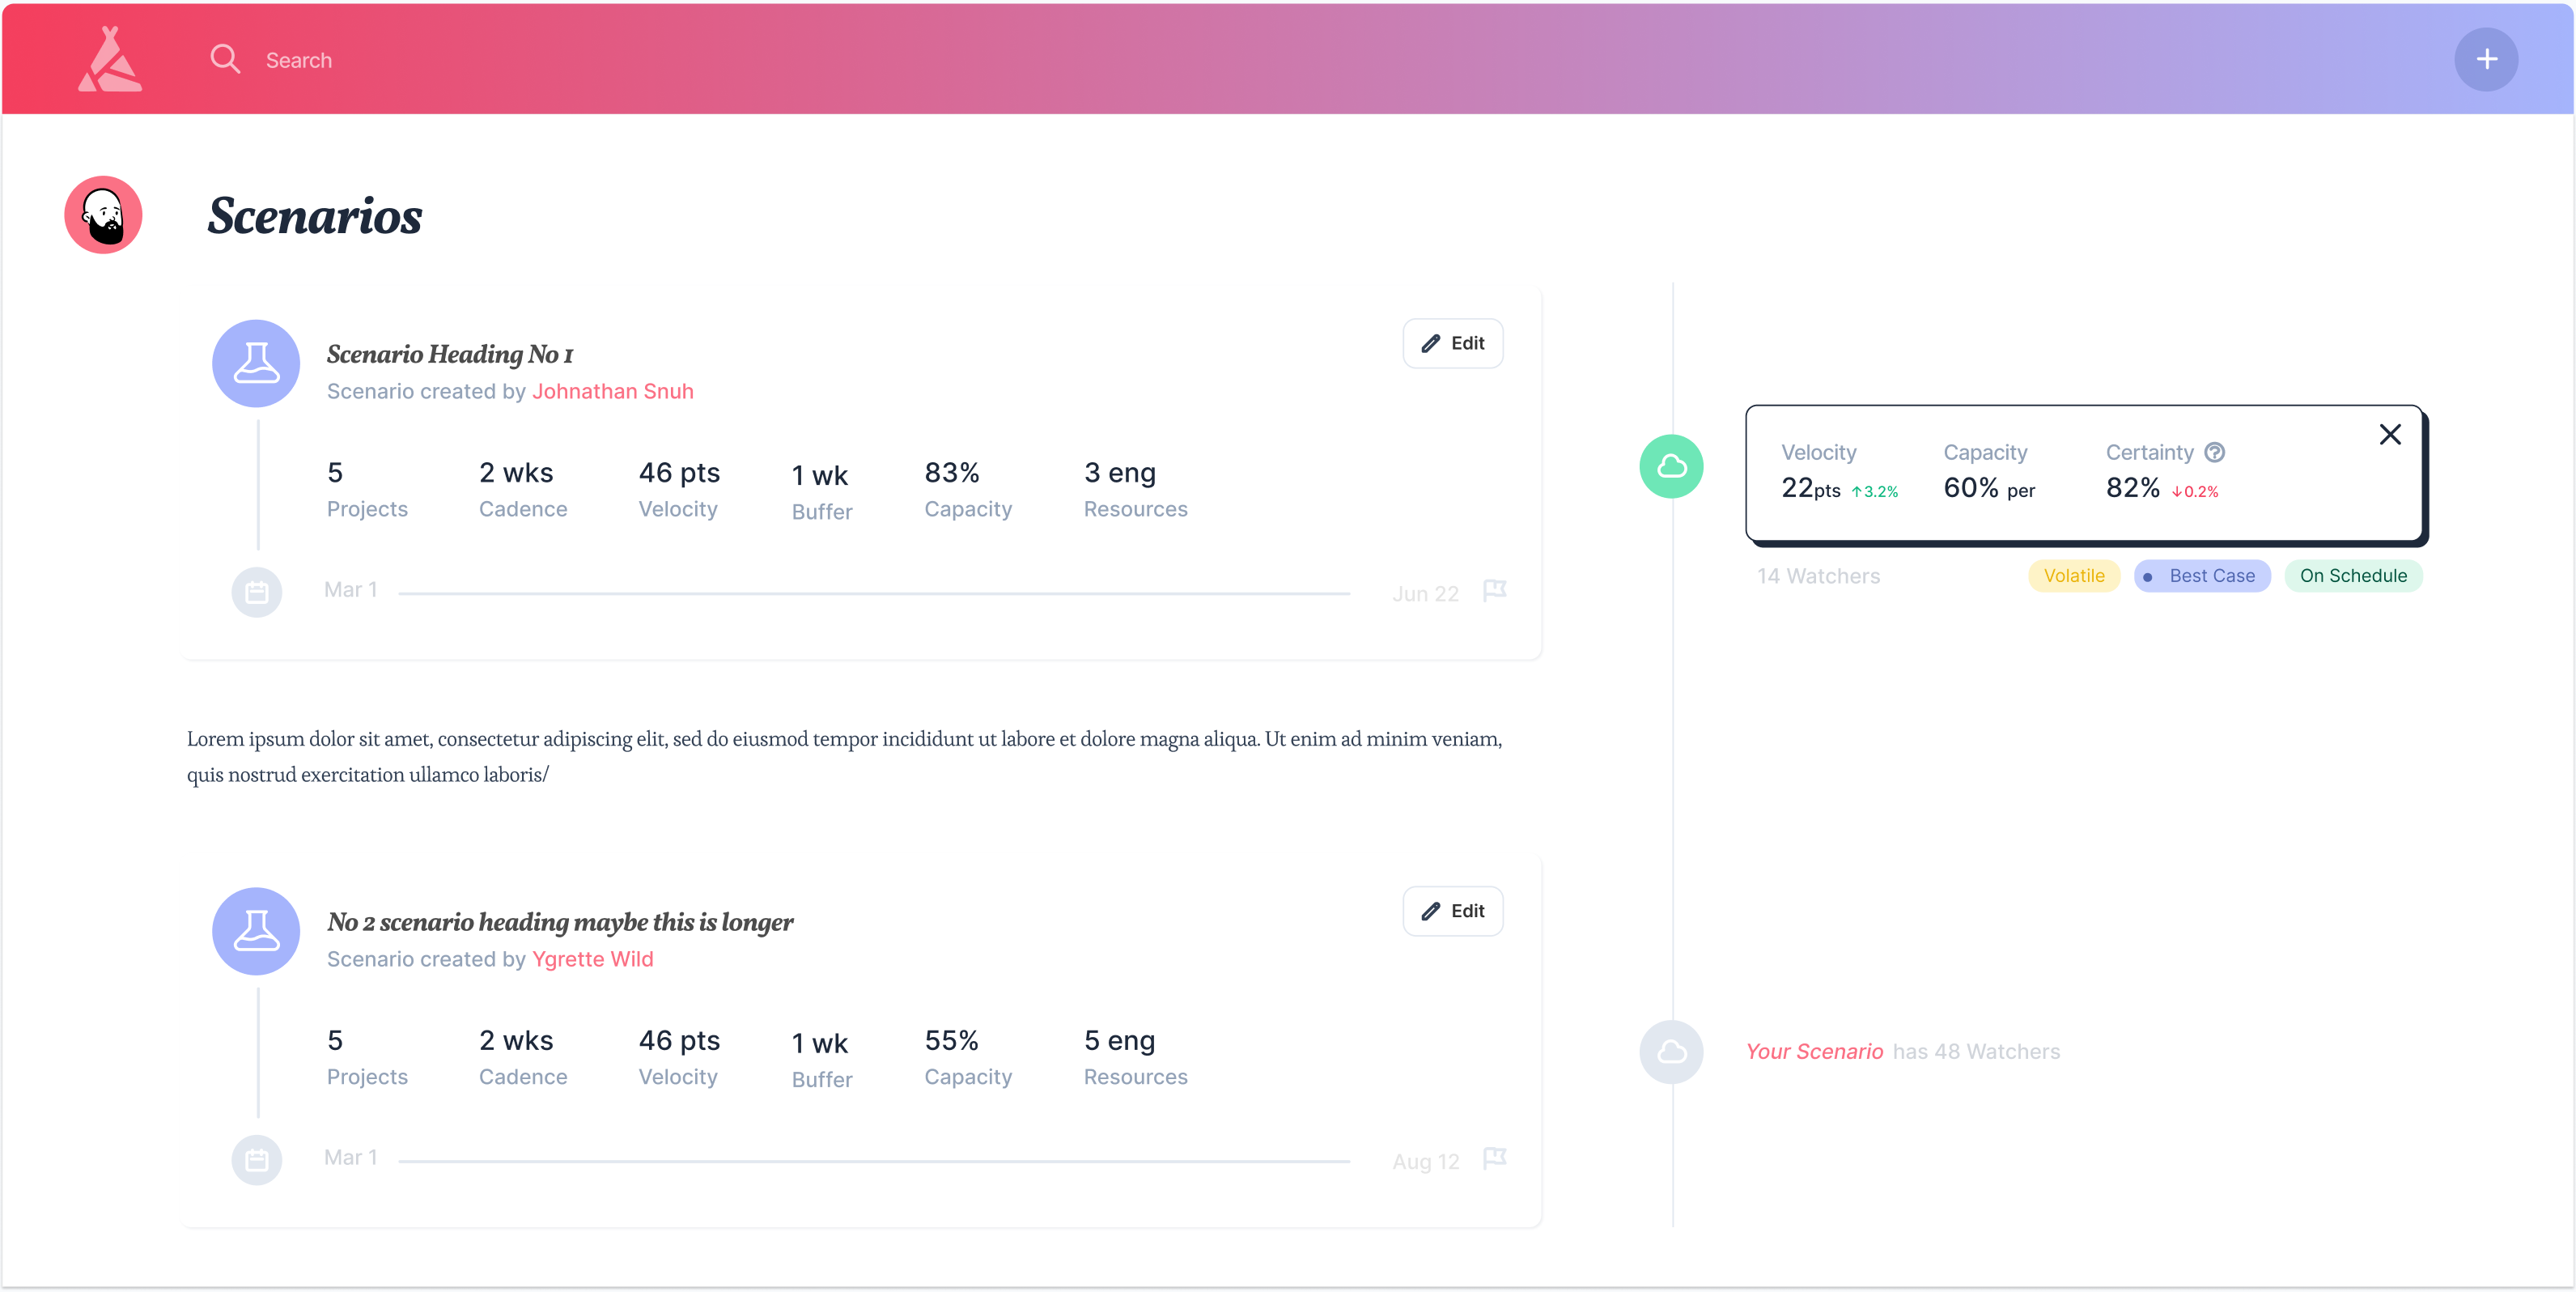 Search
Scenarios
Scenario Heading No 1
Scenario created by Johnathan Snuh
Edit
5 2 wks 46 pts 1 wk 83% 3 eng
Projects Cadence Velocity Buffer Capacity Resources
Mar 1 Jun 22
Velocity Capacity Certainty
22pts ↑3.2% 60% per 82% ↓0.2%
14 Watchers Volatile Best Case On Schedule
Lorem ipsum dolor sit amet, consectetur adipiscing elit, sed do eiusmod tempor incididunt ut labore et dolore magna aliqua. Ut enim ad minim veniam,
quis nostrud exercitation ullamco laboris/
No 2 scenario heading maybe this is longer
Scenario created by Ygrette Wild
Edit
5 2 wks 46 pts 1 wk 55% 5 eng
Projects Cadence Velocity Buffer Capacity Resources
Mar 1 Aug 12
Your Scenario has 48 Watchers